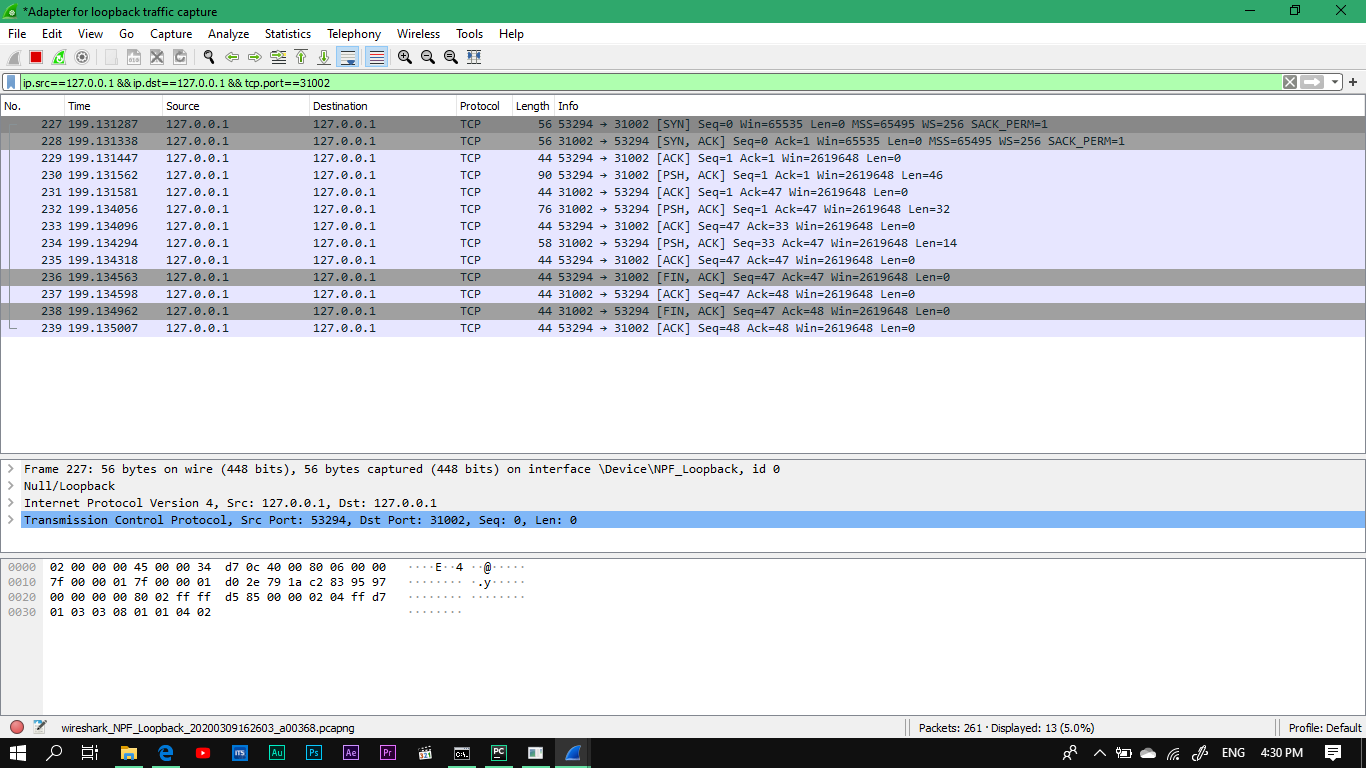 *Adapter for loopback traffic capture
File Edit View Go Capture Analyze Statistics Telephony Wireless Tools Help
ip.src==127.0.0.1 && ip.dst==127.0.0.1 && tcp.port==31002
No. Time Source Destination Protocol Length Info
227 199.131287 127.0.0.1 127.0.0.1 TCP 56 53294 → 31002 [SYN] Seq=0 Win=65535 Len=0 MSS=65495 WS=256 SACK_PERM=1
228 199.131338 127.0.0.1 127.0.0.1 TCP 56 31002 → 53294 [SYN, ACK] Seq=0 Ack=1 Win=65535 Len=0 MSS=65495 WS=256 SACK_PERM=1
229 199.131447 127.0.0.1 127.0.0.1 TCP 44 53294 → 31002 [ACK] Seq=1 Ack=1 Win=2619648 Len=0
230 199.131562 127.0.0.1 127.0.0.1 TCP 90 53294 → 31002 [PSH, ACK] Seq=1 Ack=1 Win=2619648 Len=46
231 199.131581 127.0.0.1 127.0.0.1 TCP 44 31002 → 53294 [ACK] Seq=1 Ack=47 Win=2619648 Len=0
232 199.134056 127.0.0.1 127.0.0.1 TCP 76 31002 → 53294 [PSH, ACK] Seq=1 Ack=47 Win=2619648 Len=32
233 199.134096 127.0.0.1 127.0.0.1 TCP 44 53294 → 31002 [ACK] Seq=47 Ack=33 Win=2619648 Len=0
234 199.134294 127.0.0.1 127.0.0.1 TCP 58 31002 → 53294 [PSH, ACK] Seq=33 Ack=47 Win=2619648 Len=14
235 199.134318 127.0.0.1 127.0.0.1 TCP 44 53294 → 31002 [ACK] Seq=47 Ack=47 Win=2619648 Len=0
236 199.134563 127.0.0.1 127.0.0.1 TCP 44 53294 → 31002 [FIN, ACK] Seq=47 Ack=47 Win=2619648 Len=0
237 199.134598 127.0.0.1 127.0.0.1 TCP 44 31002 → 53294 [ACK] Seq=47 Ack=48 Win=2619648 Len=0
238 199.134962 127.0.0.1 127.0.0.1 TCP 44 31002 → 53294 [FIN, ACK] Seq=47 Ack=48 Win=2619648 Len=0
239 199.135007 127.0.0.1 127.0.0.1 TCP 44 53294 → 31002 [ACK] Seq=48 Ack=48 Win=2619648 Len=0
Frame 227: 56 bytes on wire (448 bits), 56 bytes captured (448 bits) on interface \Device\NPF_Loopback, id 0
Null/Loopback
Internet Protocol Version 4, Src: 127.0.0.1, Dst: 127.0.0.1
Transmission Control Protocol, Src Port: 53294, Dst Port: 31002, Seq: 0, Len: 0
0000 02 00 00 00 45 00 00 34 d7 0c 40 00 80 06 00 00 ····E··4 ··@·····
0010 7f 00 00 01 7f 00 00 01 d0 2e 79 1a c2 83 95 97 ········ ·.y·····
0020 00 00 00 00 80 02 ff ff d5 85 00 00 02 04 ff d7 ········ ········
0030 01 03 03 08 01 01 04 02 ········
wireshark_NPF_Loopback_20200309162603_a00368.pcapng Packets: 261 · Displayed: 13 (5.0%) Profile: Default
ITS Au Ps Ae Pr C:\. PC ENG 4:30 PM